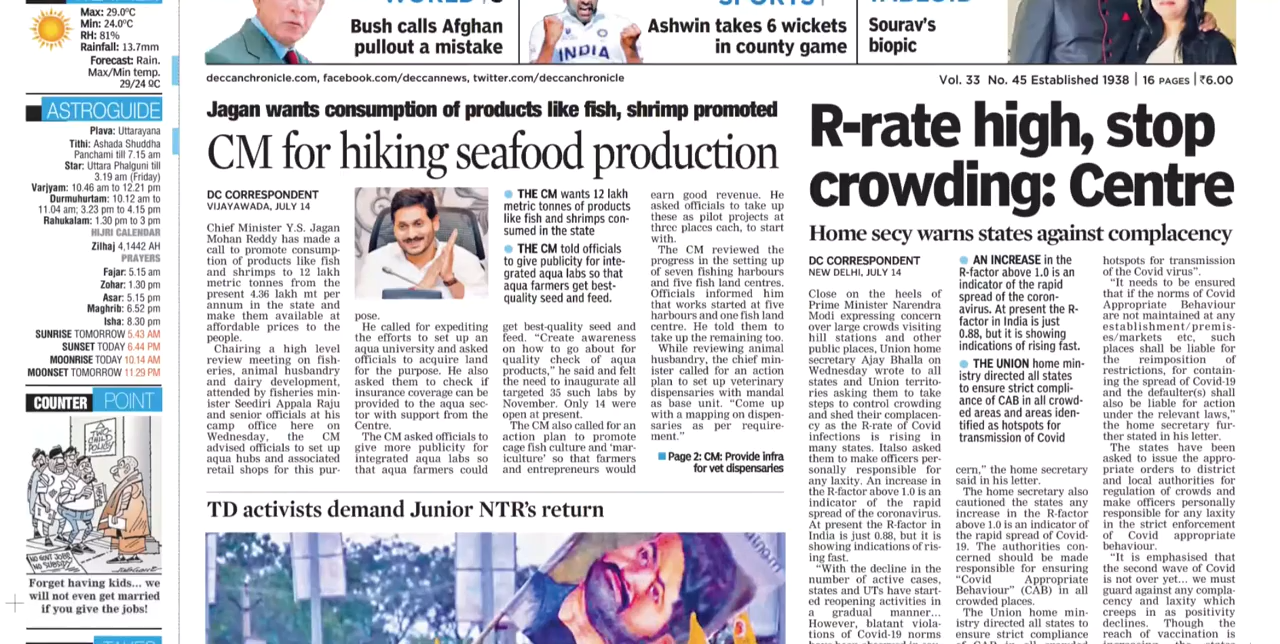 Max: 29.0ºC
Min: 24.0ºC
RH: 81%
Rainfall: 13.7mm
Forecast: Rain.
Max/Min temp.
29/24 ºC
ASTROGUIDE
Plava: Uttarayana
Tithi: Ashada Shuddha
Panchami till 7.15 am
Star: Uttara Phalguni till
3.19 am (Friday)
Varjyam: 10.46 am to 12.21 pm
Durmuhurtam: 10.12 am to
11.04 am; 3.23 pm to 4.15 pm
Rahukalam: 1.30 pm to 3 pm
HIJRI CALENDAR
Zilhaj 4,1442 AH
PRAYERS
Fajar: 5.15 am
Zohar: 1.30 pm
Asar: 5.15 pm
Maghrib: 6.52 pm
Isha: 8.30 pm
SUNRISE TOMORROW 5.43 AM
SUNSET TODAY 6.44 PM
MOONRISE TODAY 10.14 AM
MOONSET TOMORROW 11.29 PM
COUNTER POINT
CHILD
POLICY
NO GOVT JOBS
NO SUBSIDY
Forget having kids... we
will not even get married
if you give the jobs!
Bush calls Afghan
pullout a mistake
INDIA
Ashwin takes 6 wickets
in county game
Sourav's
biopic
deccanchronicle.com, facebook.com/deccannews, twitter.com/deccanchronicle
Vol. 33 No. 45 Established 1938 | 16 PAGES | ₹6.00
Jagan wants consumption of products like fish, shrimp promoted
CM for hiking seafood production
DC CORRESPONDENT
VIJAYAWADA, JULY 14
Chief Minister Y.S. Jagan
Mohan Reddy has made a
call to promote consump-
tion of products like fish
and shrimps to 12 lakh
metric tonnes from the
present 4.36 lakh mt per
annum in the state and
make them available at
affordable prices to the
people.
Chairing a high level
review meeting on fish-
eries, animal husbandry
and dairy development,
attended by fisheries min-
ister Seediri Appala Raju
and senior officials at his
camp office here on
Wednesday, the CM
advised officials to set up
aqua hubs and associated
retail shops for this pur-
pose.
He called for expediting
the efforts to set up an
aqua university and asked
officials to acquire land
for the purpose. He also
asked them to check if
insurance coverage can be
provided to the aqua sec-
tor with support from the
Centre.
The CM asked officials to
give more publicity for
integrated aqua labs so
that aqua farmers could
THE CM wants 12 lakh
metric tonnes of products
like fish and shrimps con-
sumed in the state
THE CM told officials
to give publicity for inte-
grated aqua labs so that
aqua farmers get best-
quality seed and feed.
get best-quality seed and
feed. “Create awareness
on how to go about for
quality check of aqua
products,” he said and felt
the need to inaugurate all
targeted 35 such labs by
November. Only 14 were
open at present.
The CM also called for an
action plan to promote
cage fish culture and 'mar-
iculture' so that farmers
and entrepreneurs would
earn good revenue. He
asked officials to take up
these as pilot projects at
three places each, to start
with.
The CM reviewed the
progress in the setting up
of seven fishing harbours
and five fish land centres.
Officials informed him
that works started at five
harbours and one fish land
centre. He told them to
take up the remaining too.
While reviewing animal
husbandry, the chief min-
ister called for an action
plan to set up veterinary
dispensaries with mandal
as base unit. “Come up
with a mapping on dispen-
saries as per require-
ment.”
Page 2: CM: Provide infra
for vet dispensaries
TD activists demand Junior NTR's return
R-rate high, stop
crowding: Centre
Home secy warns states against complacency
DC CORRESPONDENT
NEW DELHI, JULY 14
Close on the heels of
Prime Minister Narendra
Modi expressing concern
over large crowds visiting
hill stations and other
public places, Union home
secretary Ajay Bhalla on
Wednesday wrote to all
states and Union territo-
ries asking them to take
steps to control crowding
and shed their complacen-
cy as the R-rate of Covid
infections is rising in
many states. Italso asked
them to make officers per-
sonally responsible for
any laxity. An increase in
the R-factor above 1.0 is an
indicator of the rapid
spread of the coronavirus.
At present the R-factor in
India is just 0.88, but it is
showing indications of ris-
ing fast.
“With the decline in the
number of active cases,
states and UTs have start-
ed reopening activities in
a gradual manner...
However, blatant viola-
tions of Covid-19 norms
AN INCREASE in the
R-factor above 1.0 is an
indicator of the rapid
spread of the coron-
avirus. At present the R-
factor in India is just
0.88, but it is showing
indications of rising fast.
THE UNION home min-
istry directed all states
to ensure strict compli-
ance of CAB in all crowd-
ed areas and areas iden-
tified as hotspots for
transmission of Covid
cern,” the home secretary
said in his letter.
The home secretary also
cautioned the states any
increase in the R-factor
above 1.0 is an indicator of
the rapid spread of Covid-
19. The authorities con-
cerned should be made
responsible for ensuring
“Covid Appropriate
Behaviour” (CAB) in all
crowded places.
The Union home min-
istry directed all states to
ensure strict compliance
hotspots for transmission
of the Covid virus”.
“It needs to be ensured
that if the norms of Covid
Appropriate Behaviour
are not maintained at any
establishment/premis-
es/markets etc, such
places shall be liable for
the reimposition of
restrictions, for contain-
ing the spread of Covid-19
and the defaulter(s) shall
also be liable for action
under the relevant laws,”
the home secretary fur-
ther stated in his letter.
The states have been
asked to issue the appro-
priate orders to district
and local authorities for
regulation of crowds and
make officers personally
responsible for any laxity
in the strict enforcement
of Covid appropriate
behaviour.
“It is emphasised that
the second wave of Covid
is not over yet... we must
guard against any compla-
cency and laxity which
creeps in as positivity
declines. Though the
reach of vaccination is